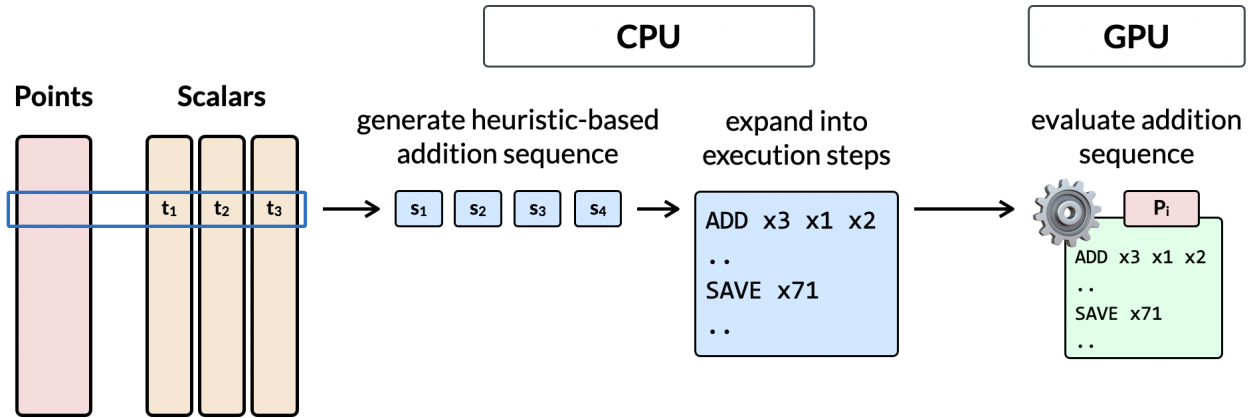 CPU
GPU
Points
Scalars
generate heuristic-based
addition sequence
expand into
execution steps
evaluate addition
sequence
t₁ t₂ t₃
s₁ s₂ s₃ s₄
ADD x3 x1 x2
..
SAVE x71
..
Pᵢ
ADD x3 x1 x2
..
SAVE x71
..